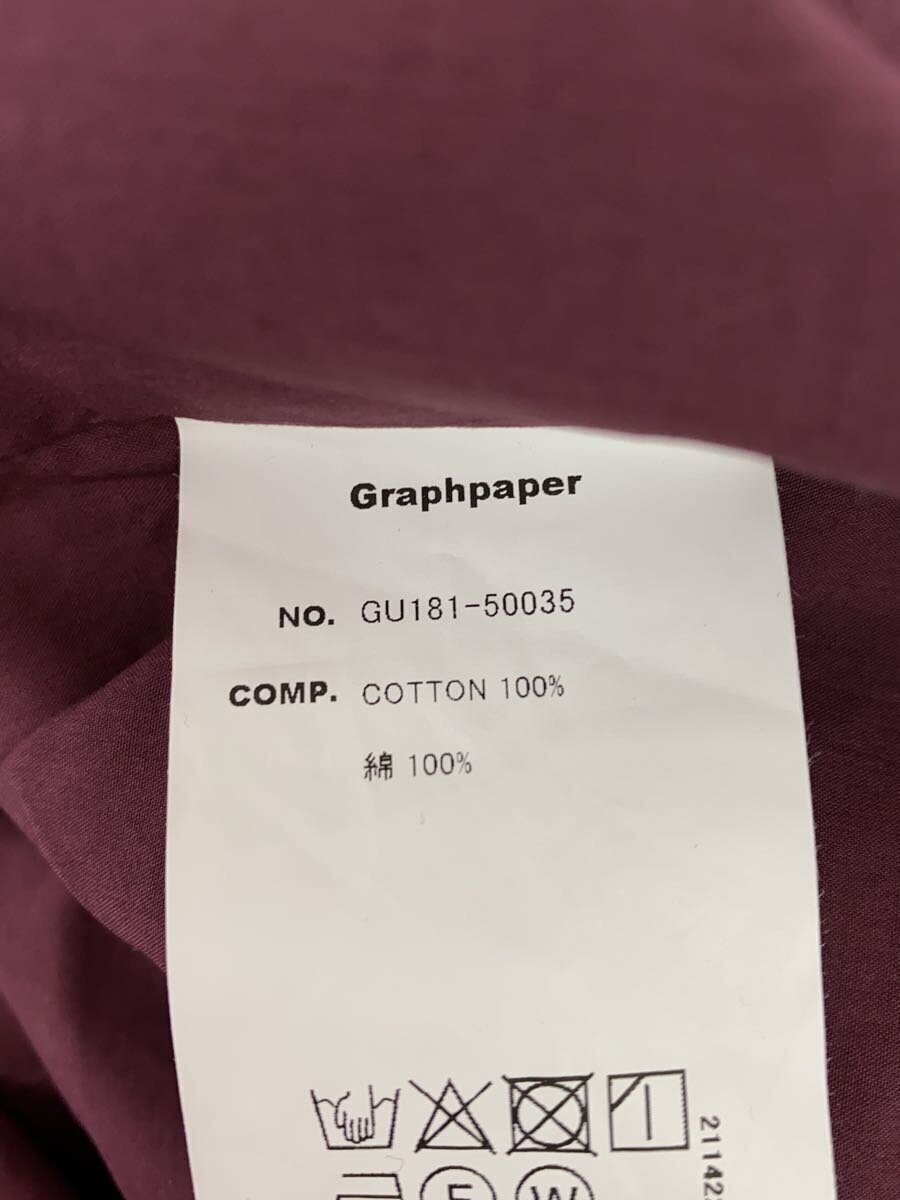 Graphpaper
NO. GU181-50035
COMP. COTTON 100%
綿 100%